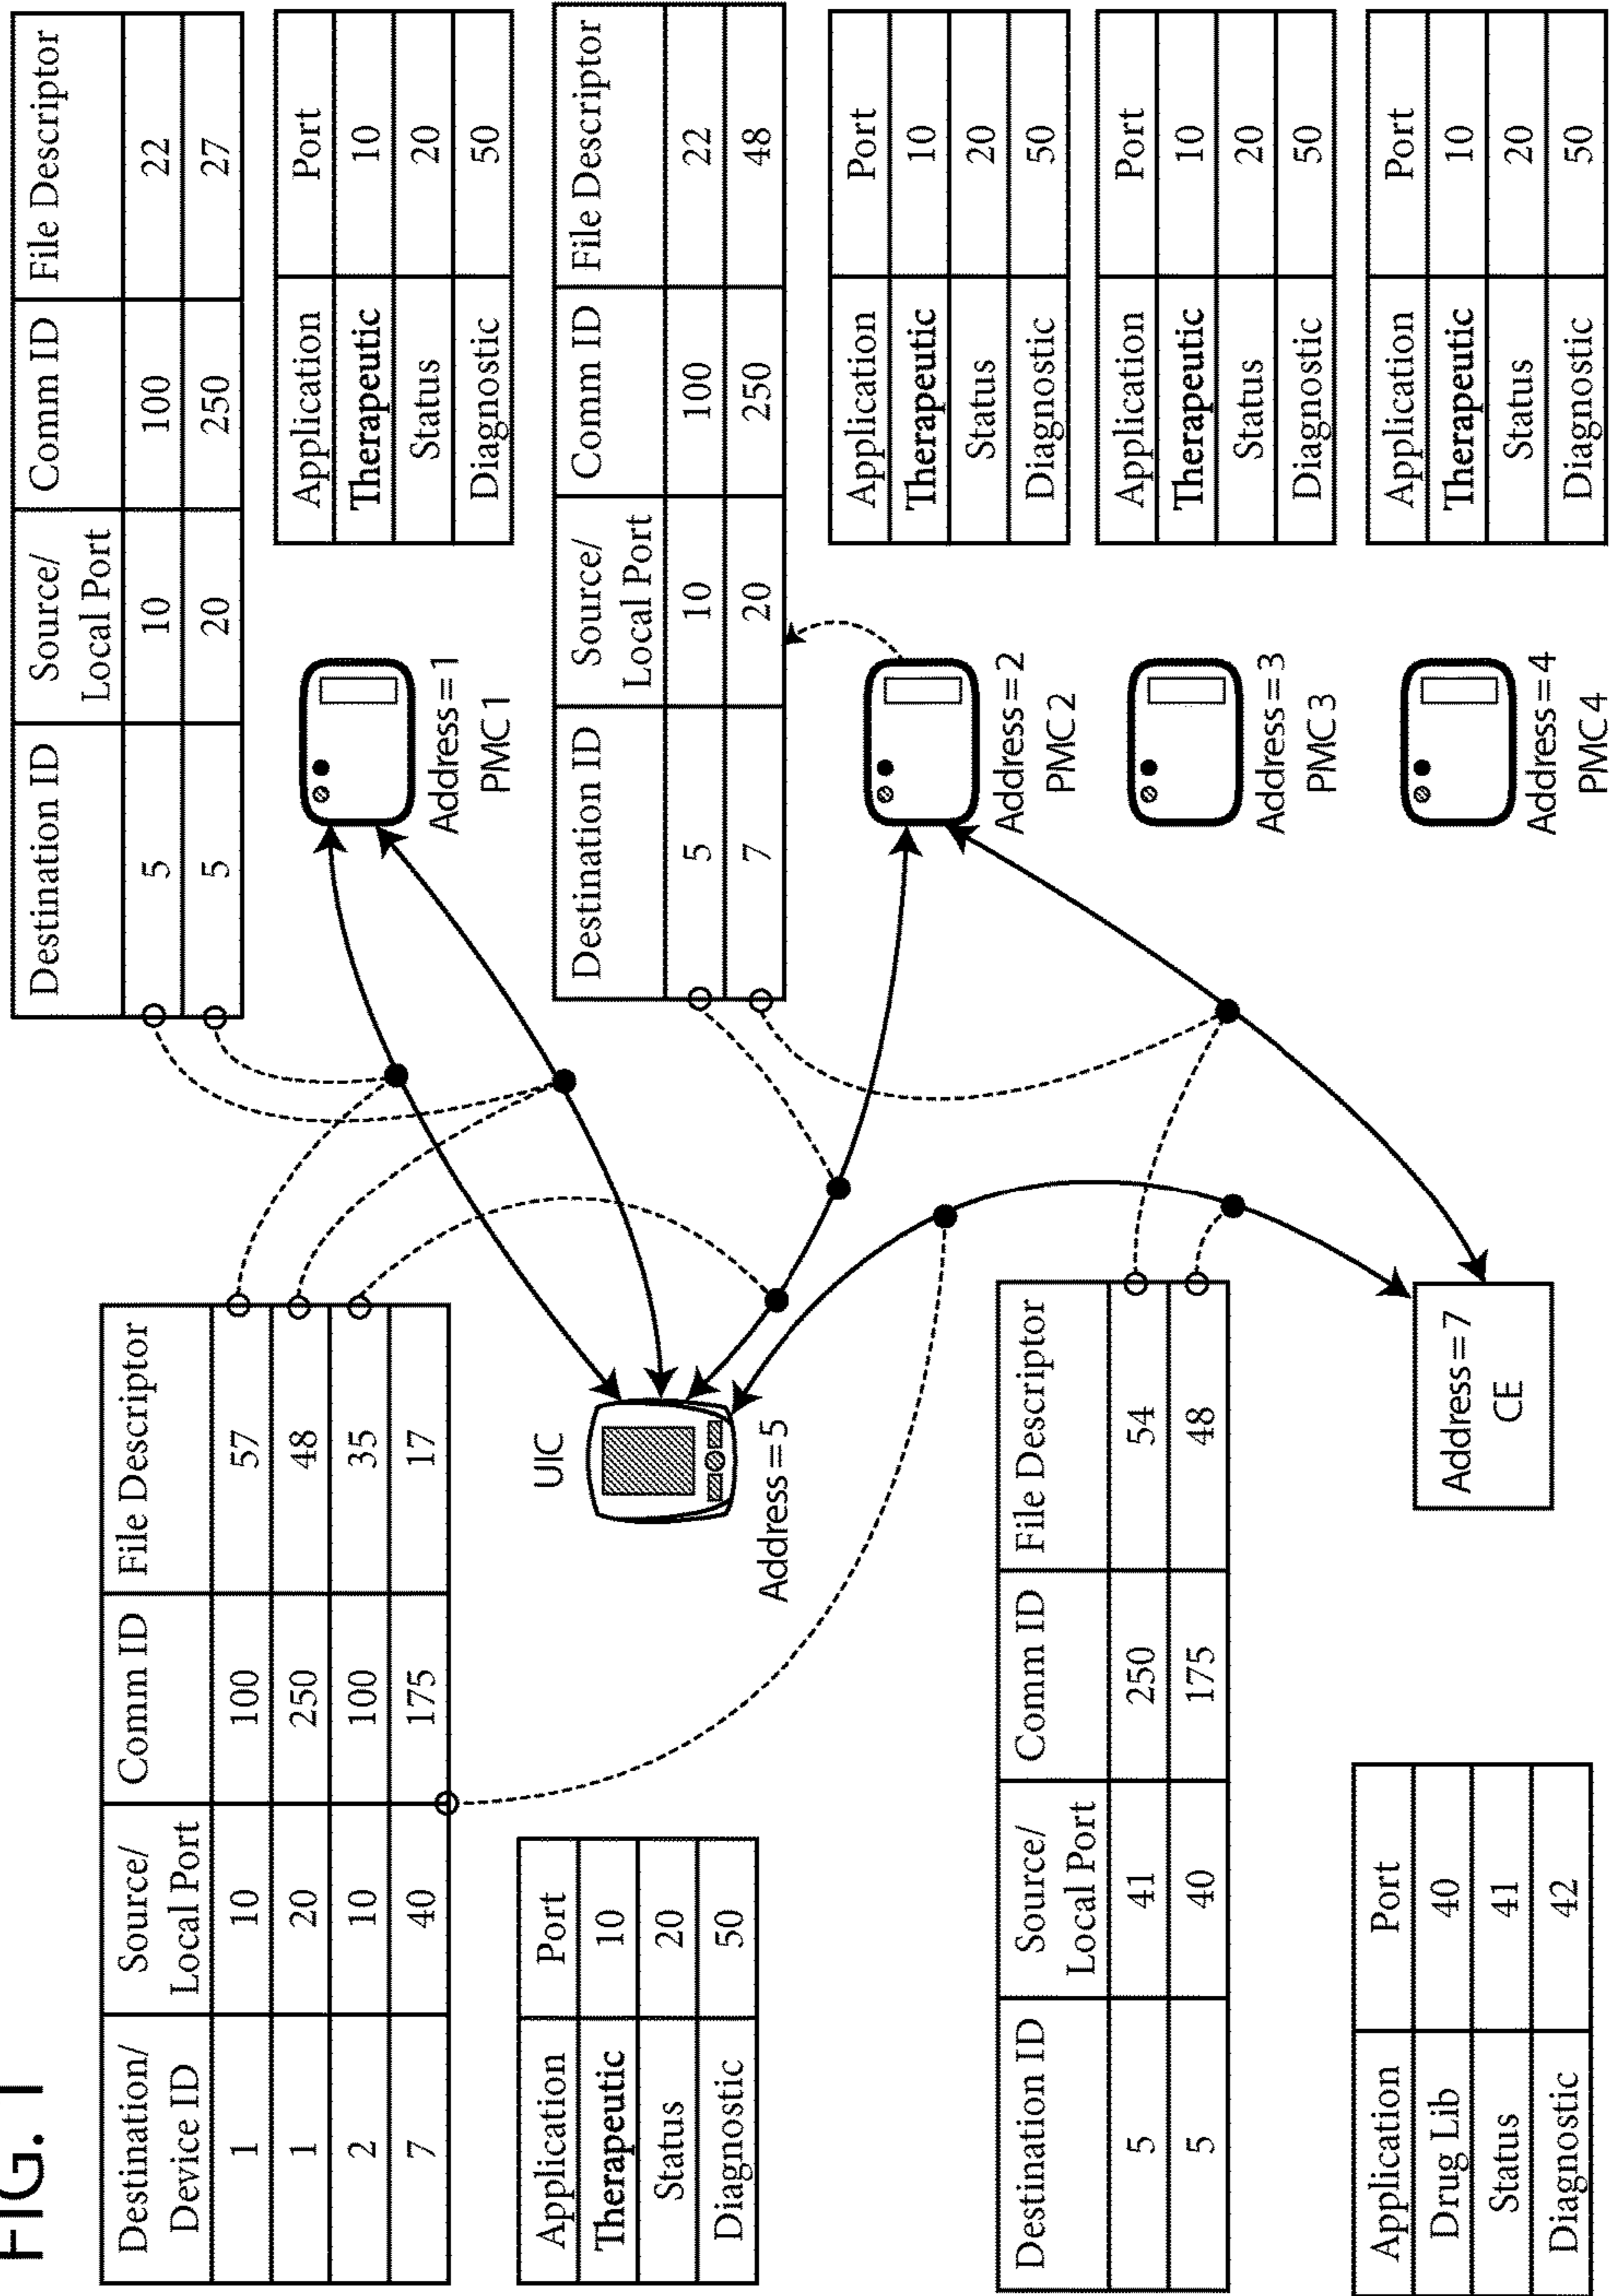 FIG. 1
Destination/ Device ID Source/ Local Port Comm ID File Descriptor
1 10 100 57
1 20 250 48
2 10 100 35
7 40 175 17
Application Port
Therapeutic 10
Status 20
Diagnostic 50
UIC
Address = 5
Destination ID Source/ Local Port Comm ID File Descriptor
5 41 250 54
5 40 175 48
Application Port
Drug Lib 40
Status 41
Diagnostic 42
Address = 7
CE
Destination ID Source/ Local Port Comm ID File Descriptor
5 10 100 22
5 20 250 27
Address = 1
PMC 1
Application Port
Therapeutic 10
Status 20
Diagnostic 50
Destination ID Source/ Local Port Comm ID File Descriptor
5 10 100 22
7 20 250 48
Address = 2
PMC 2
Application Port
Therapeutic 10
Status 20
Diagnostic 50
Address = 3
PMC 3
Application Port
Therapeutic 10
Status 20
Diagnostic 50
Address = 4
PMC 4
Application Port
Therapeutic 10
Status 20
Diagnostic 50